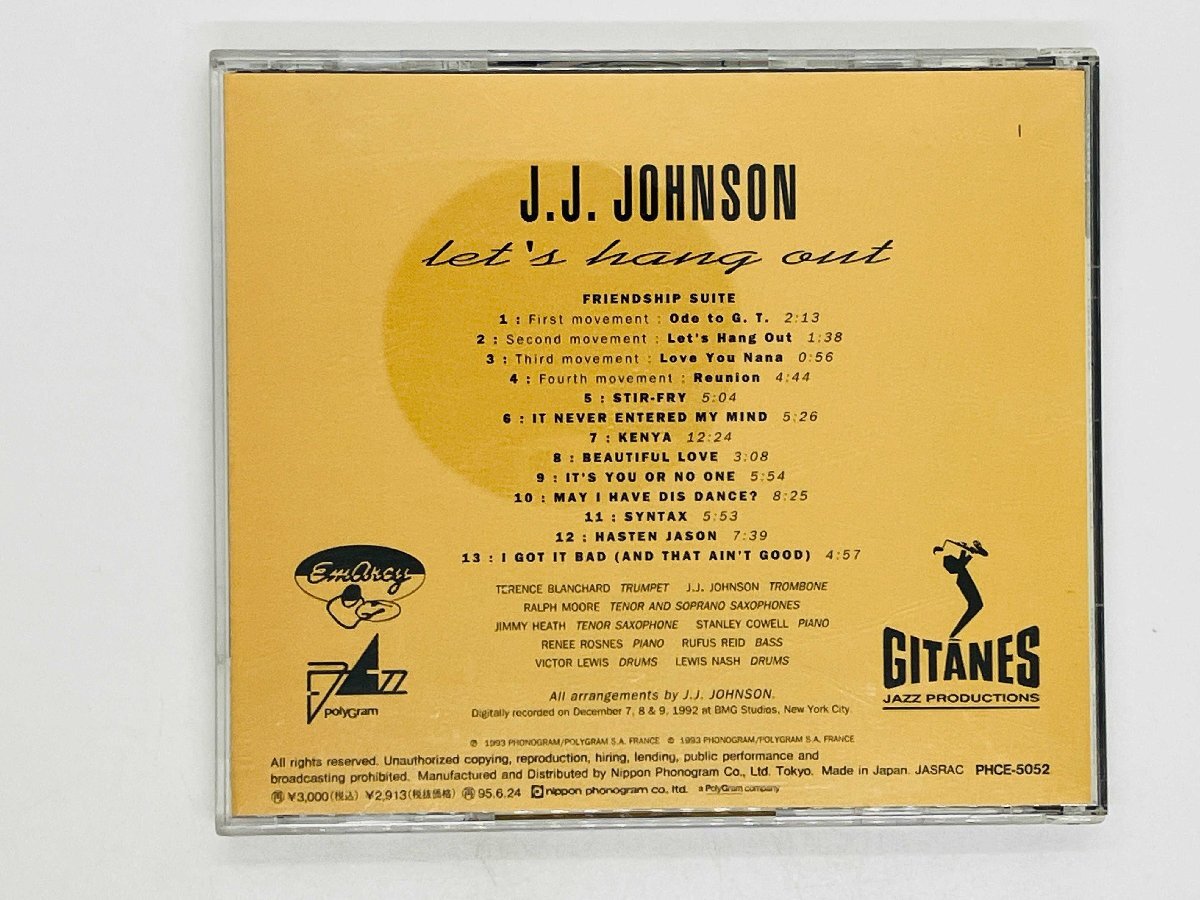 J.J. JOHNSON
let's hang out
FRIENDSHIP SUITE
1 : First movement : Ode to G. T. 2:13
2 : Second movement : Let's Hang Out 1:38
3 : Third movement : Love You Nana 0:56
4 : Fourth movement : Reunion 4:44
5 : STIR-FRY 5:04
6 : IT NEVER ENTERED MY MIND 5:26
7 : KENYA 12:24
8 : BEAUTIFUL LOVE 3:08
9 : IT'S YOU OR NO ONE 5:54
10 : MAY I HAVE DIS DANCE? 8:25
11 : SYNTAX 5:53
12 : HASTEN JASON 7:39
13 : I GOT IT BAD (AND THAT AIN'T GOOD) 4:57
EmArcy
JAZZ
polyGram
TERENCE BLANCHARD TRUMPET J.J. JOHNSON TROMBONE
RALPH MOORE TENOR AND SOPRANO SAXOPHONES
JIMMY HEATH TENOR SAXOPHONE STANLEY COWELL PIANO
RENEE ROSNES PIANO RUFUS REID BASS
VICTOR LEWIS DRUMS LEWIS NASH DRUMS
GITANES
JAZZ PRODUCTIONS
All arrangements by J.J. JOHNSON.
Digitally recorded on December 7, 8 & 9, 1992 at BMG Studios, New York City.
℗ 1993 PHONOGRAM/POLYGRAM S.A. FRANCE © 1993 PHONOGRAM/POLYGRAM S.A. FRANCE
All rights reserved. Unauthorized copying, reproduction, hiring, lending, public performance and
broadcasting prohibited. Manufactured and Distributed by Nippon Phonogram Co., Ltd. Tokyo. Made in Japan. JASRAC PHCE-5052
㊢ ¥3,000(税込) ¥2,913(税抜価格) ㊢ 95.6.24 nippon phonogram co., ltd. a PolyGram company